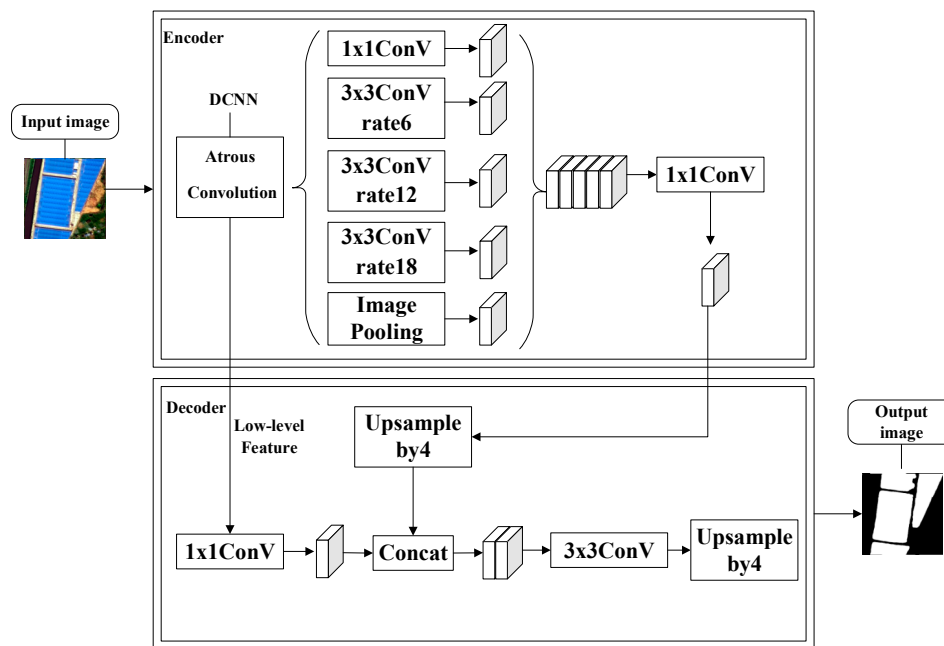 Encoder
1x1ConV
3x3ConV
rate6
DCNN
Input image
Atrous
Convolution
3x3ConV
rate12
1x1ConV
3x3ConV
rate18
Image
Pooling
Decoder
Low-level
Feature
Upsample
by4
Output
image
1x1ConV
Concat
3x3ConV
Upsample
by4